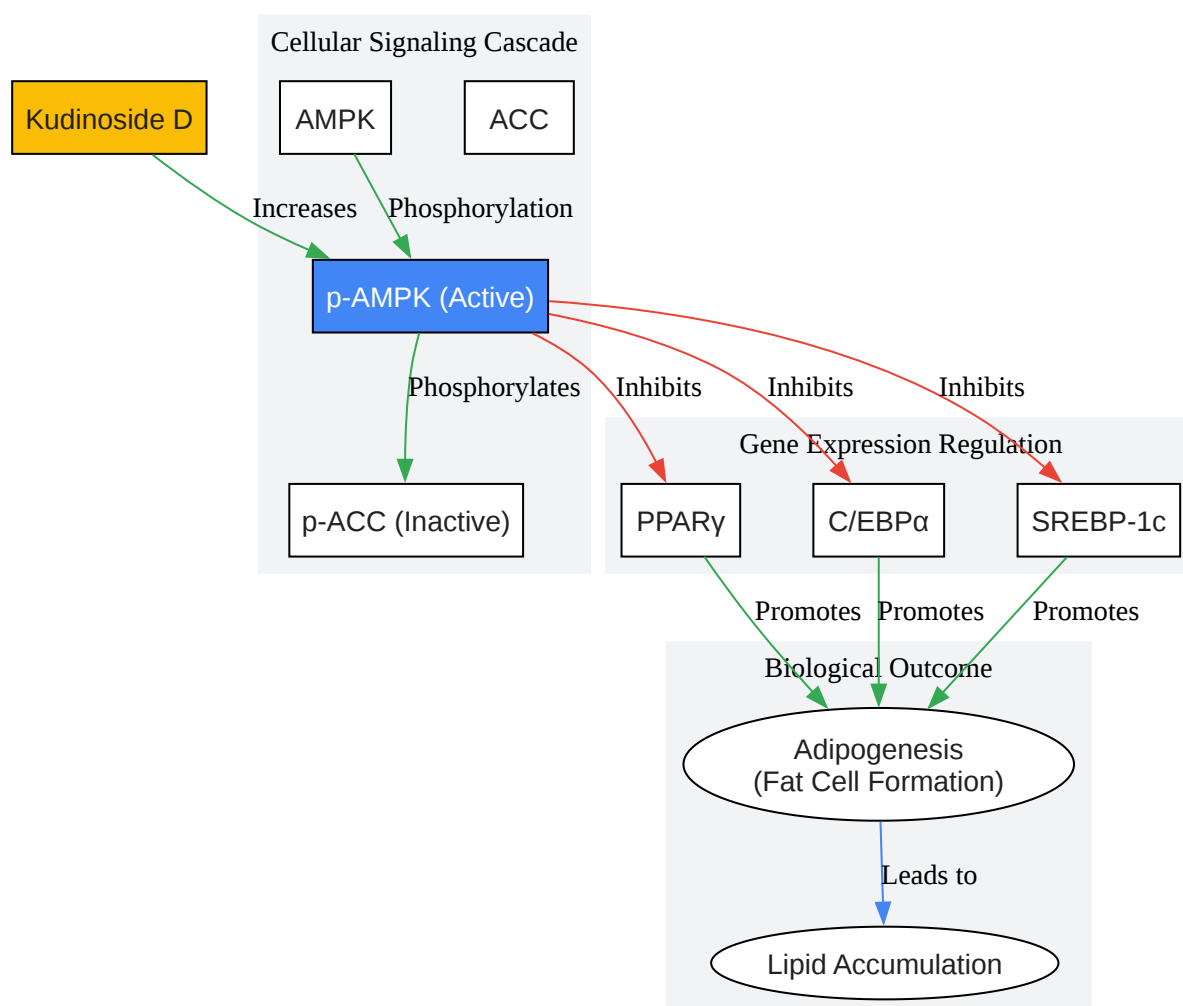 Cellular Signaling Cascade
Kudinoside D
AMPK
ACC
Increases
Phosphorylation
p-AMPK (Active)
Phosphorylates
Inhibits
Inhibits
Inhibits
Gene Expression Regulation
p-ACC (Inactive)
PPARγ
C/EBPα
SREBP-1c
Promotes
Promotes
Promotes
Biological Outcome
Adipogenesis
(Fat Cell Formation)
Leads to
Lipid Accumulation